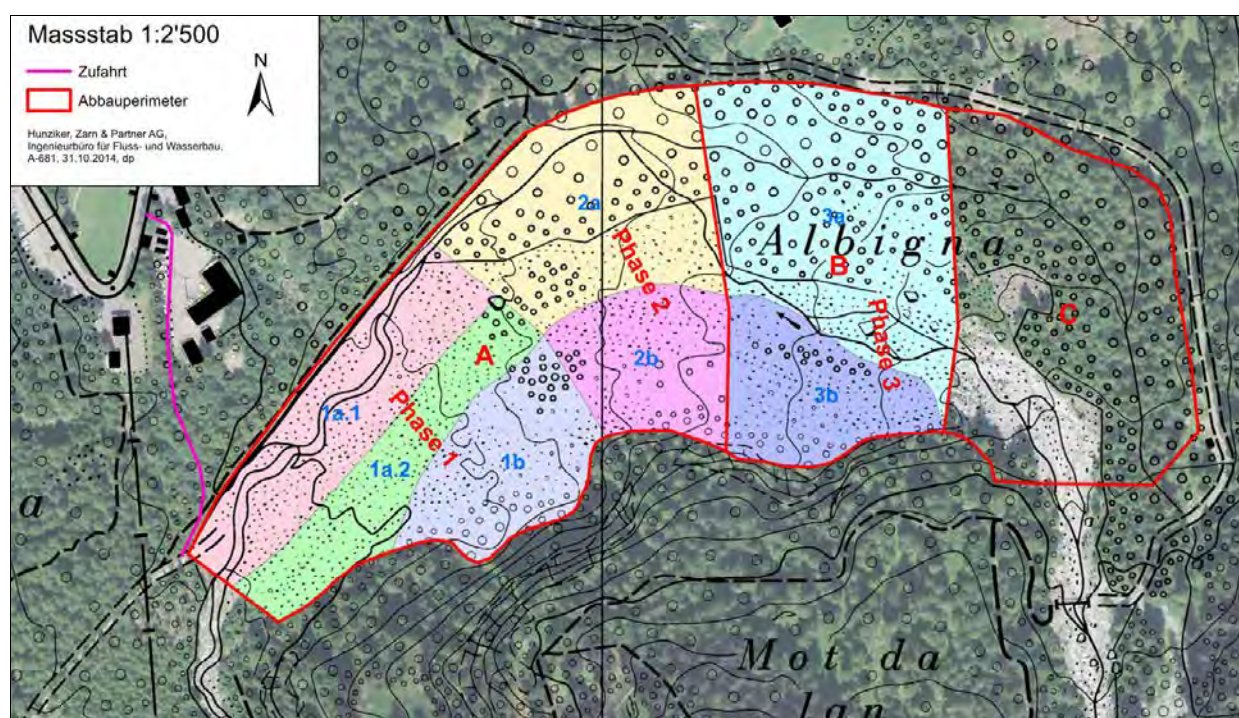 Massstab 1:2'500
Zufahrt
N
Abbauperimeter
Hunziker, Zarn & Partner AG,
Ingenieurbüro für Fluss- und Wasserbau.
A-681, 31.10.2014, dp
2a
3a
Albigna
Phase 2
B
Phase 3
C
A
2b
1a.1
Phase 1
3b
1a.2
1b
a
Mot da
lan